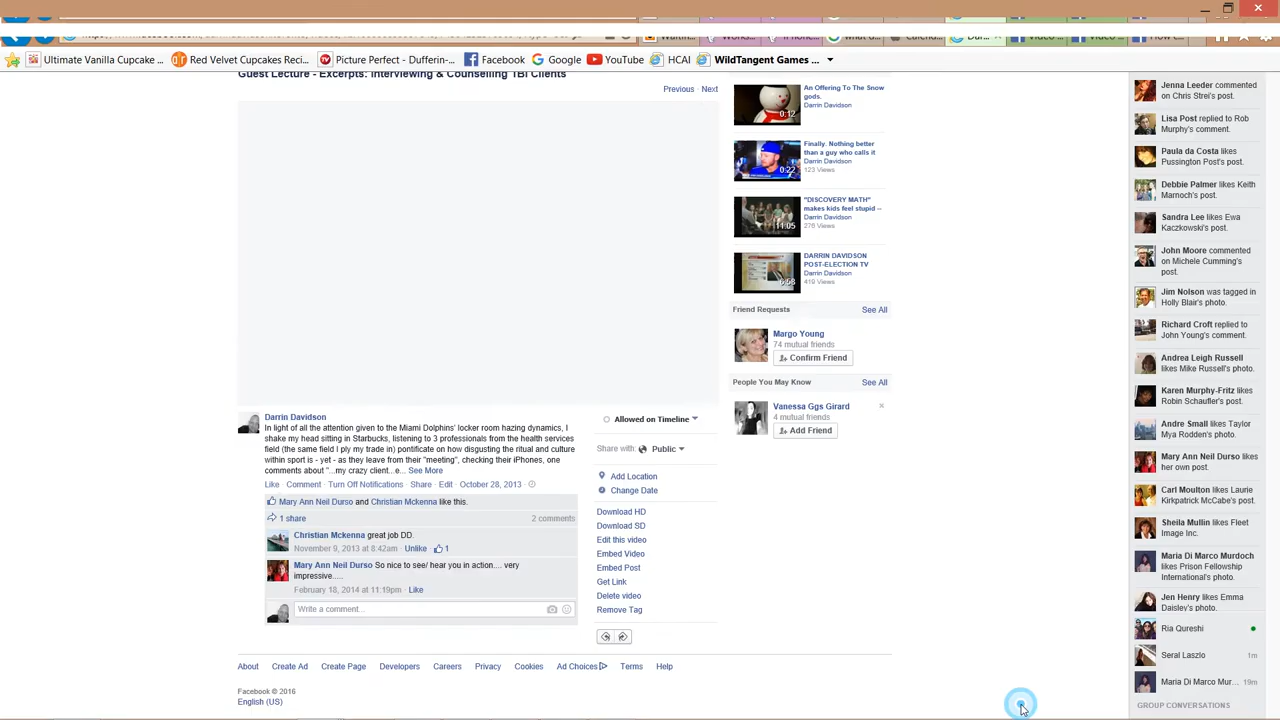 Ultimate Vanilla Cupcake ...
Red Velvet Cupcakes Reci...
Picture Perfect - Dufferin-...
Facebook
Google
YouTube
HCAI
WildTangent Games ...
Guest Lecture - Excerpts: Interviewing & Counselling TBI Clients
Previous · Next
0:12
An Offering To The Snow
gods.
Darrin Davidson
0:22
Finally. Nothing better
than a guy who calls it
Darrin Davidson
123 Views
11:05
"DISCOVERY MATH"
makes kids feel stupid --
Darrin Davidson
276 Views
6:58
DARRIN DAVIDSON
POST-ELECTION TV
Darrin Davidson
419 Views
Friend Requests
See All
Margo Young
74 mutual friends
Confirm Friend
People You May Know
See All
Vanessa Ggs Girard
4 mutual friends
Add Friend
Darrin Davidson
In light of all the attention given to the Miami Dolphins' locker room hazing dynamics, I
shake my head sitting in Starbucks, listening to 3 professionals from the health services
field (the same field I ply my trade in) pontificate on how disgusting the ritual and culture
within sport is - yet - as they leave from their "meeting", checking their iPhones, one
comments about "...my crazy client...e... See More
Like · Comment · Turn Off Notifications · Share · Edit · October 28, 2013 ·
Mary Ann Neil Durso and Christian Mckenna like this.
1 share
2 comments
Christian Mckenna great job DD.
November 9, 2013 at 8:42am · Unlike · 1
Mary Ann Neil Durso So nice to see/ hear you in action.... very
impressive.....
February 18, 2014 at 11:19pm · Like
Write a comment...
Allowed on Timeline
Share with: Public
Add Location
Change Date
Download HD
Download SD
Edit this video
Embed Video
Embed Post
Get Link
Delete video
Remove Tag
About
Create Ad
Create Page
Developers
Careers
Privacy
Cookies
Ad Choices
Terms
Help
Facebook © 2016
English (US)
Jenna Leeder commented
on Chris Strei's post.
Lisa Post replied to Rob
Murphy's comment.
Paula da Costa likes
Pussington Post's post.
Debbie Palmer likes Keith
Marnoch's post.
Sandra Lee likes Ewa
Kaczkowski's post.
John Moore commented
on Michele Cumming's
post.
Jim Nolson was tagged in
Holly Blair's photo.
Richard Croft replied to
John Young's comment.
Andrea Leigh Russell
likes Mike Russell's photo.
Karen Murphy-Fritz likes
Robin Schaufler's post.
Andre Small likes Taylor
Mya Rodden's photo.
Mary Ann Neil Durso likes
her own post.
Carl Moulton likes Laurie
Kirkpatrick McCabe's post.
Sheila Mullin likes Fleet
Image Inc.
Maria Di Marco Murdoch
likes Prison Fellowship
International's photo.
Jen Henry likes Emma
Daisley's photo.
Ria Qureshi
Seral Laszlo 1m
Maria Di Marco Mur... 19m
GROUP CONVERSATIONS